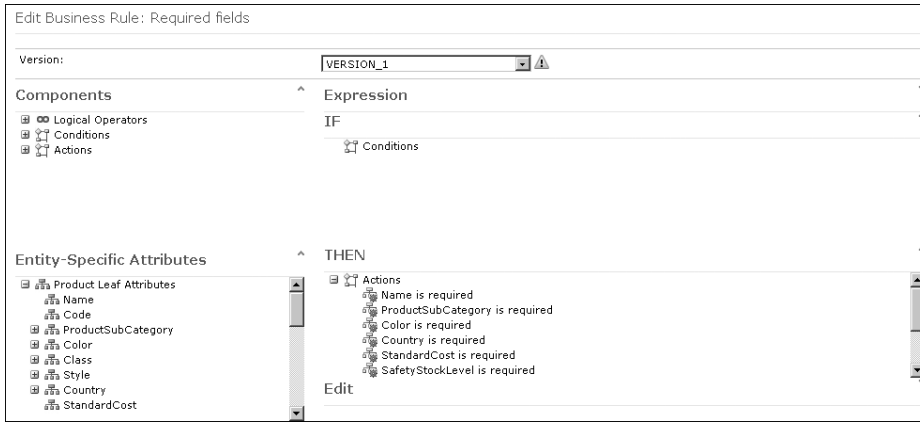 Edit Business Rule: Required fields
Version:
VERSION_1
Components
Logical Operators
Conditions
Actions
Expression
IF
Conditions
Entity-Specific Attributes
Product Leaf Attributes
Name
Code
ProductSubCategory
Color
Class
Style
Country
StandardCost
THEN
Actions
Name is required
ProductSubCategory is required
Color is required
Country is required
StandardCost is required
SafetyStockLevel is required
Edit